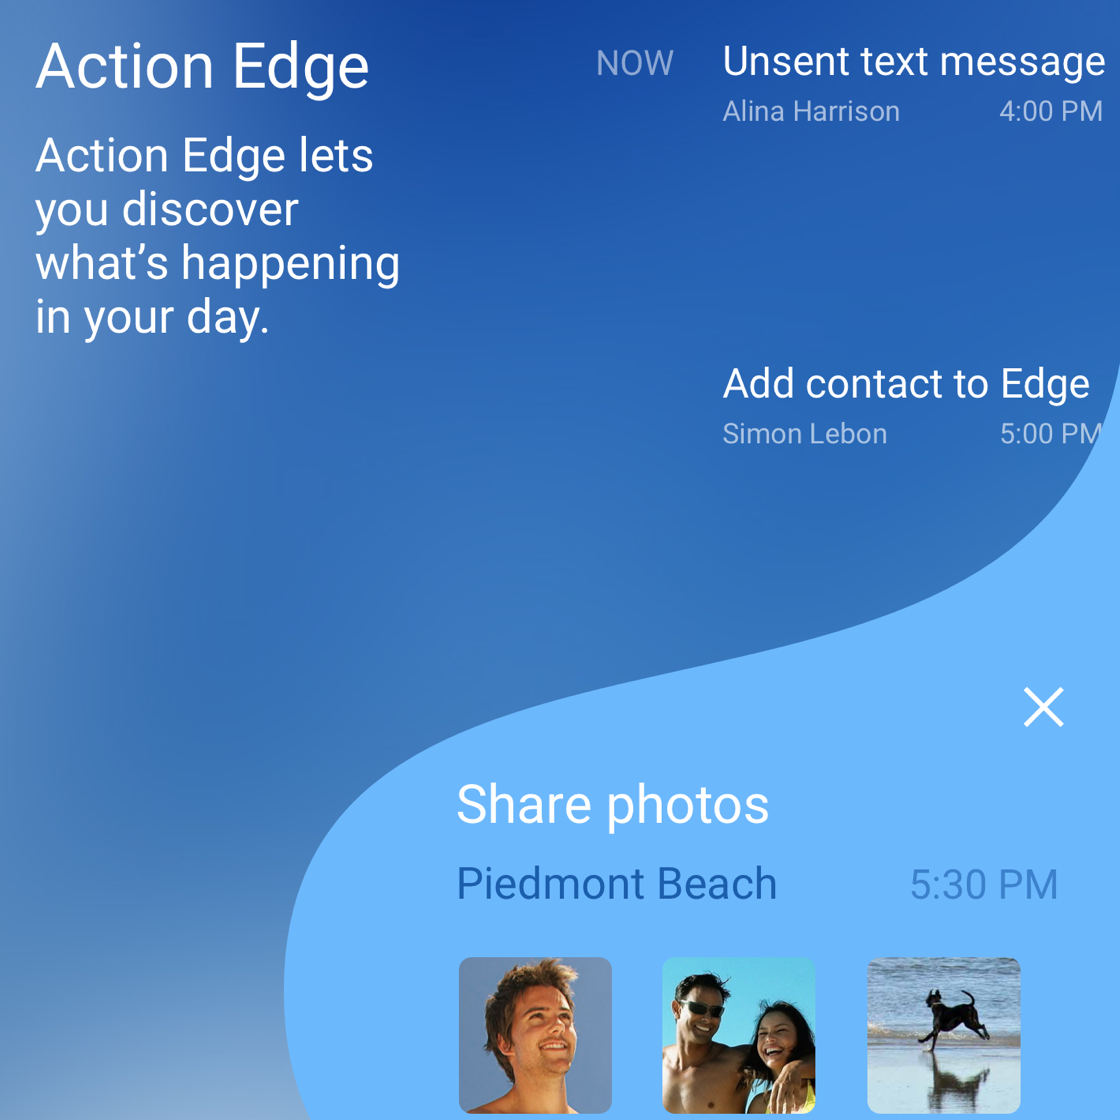 Action Edge
Action Edge lets
you discover
what’s happening
in your day.
NOW
Unsent text message
Alina Harrison 4:00 PM
Add contact to Edge
Simon Lebon 5:00 PM
Share photos
Piedmont Beach 5:30 PM